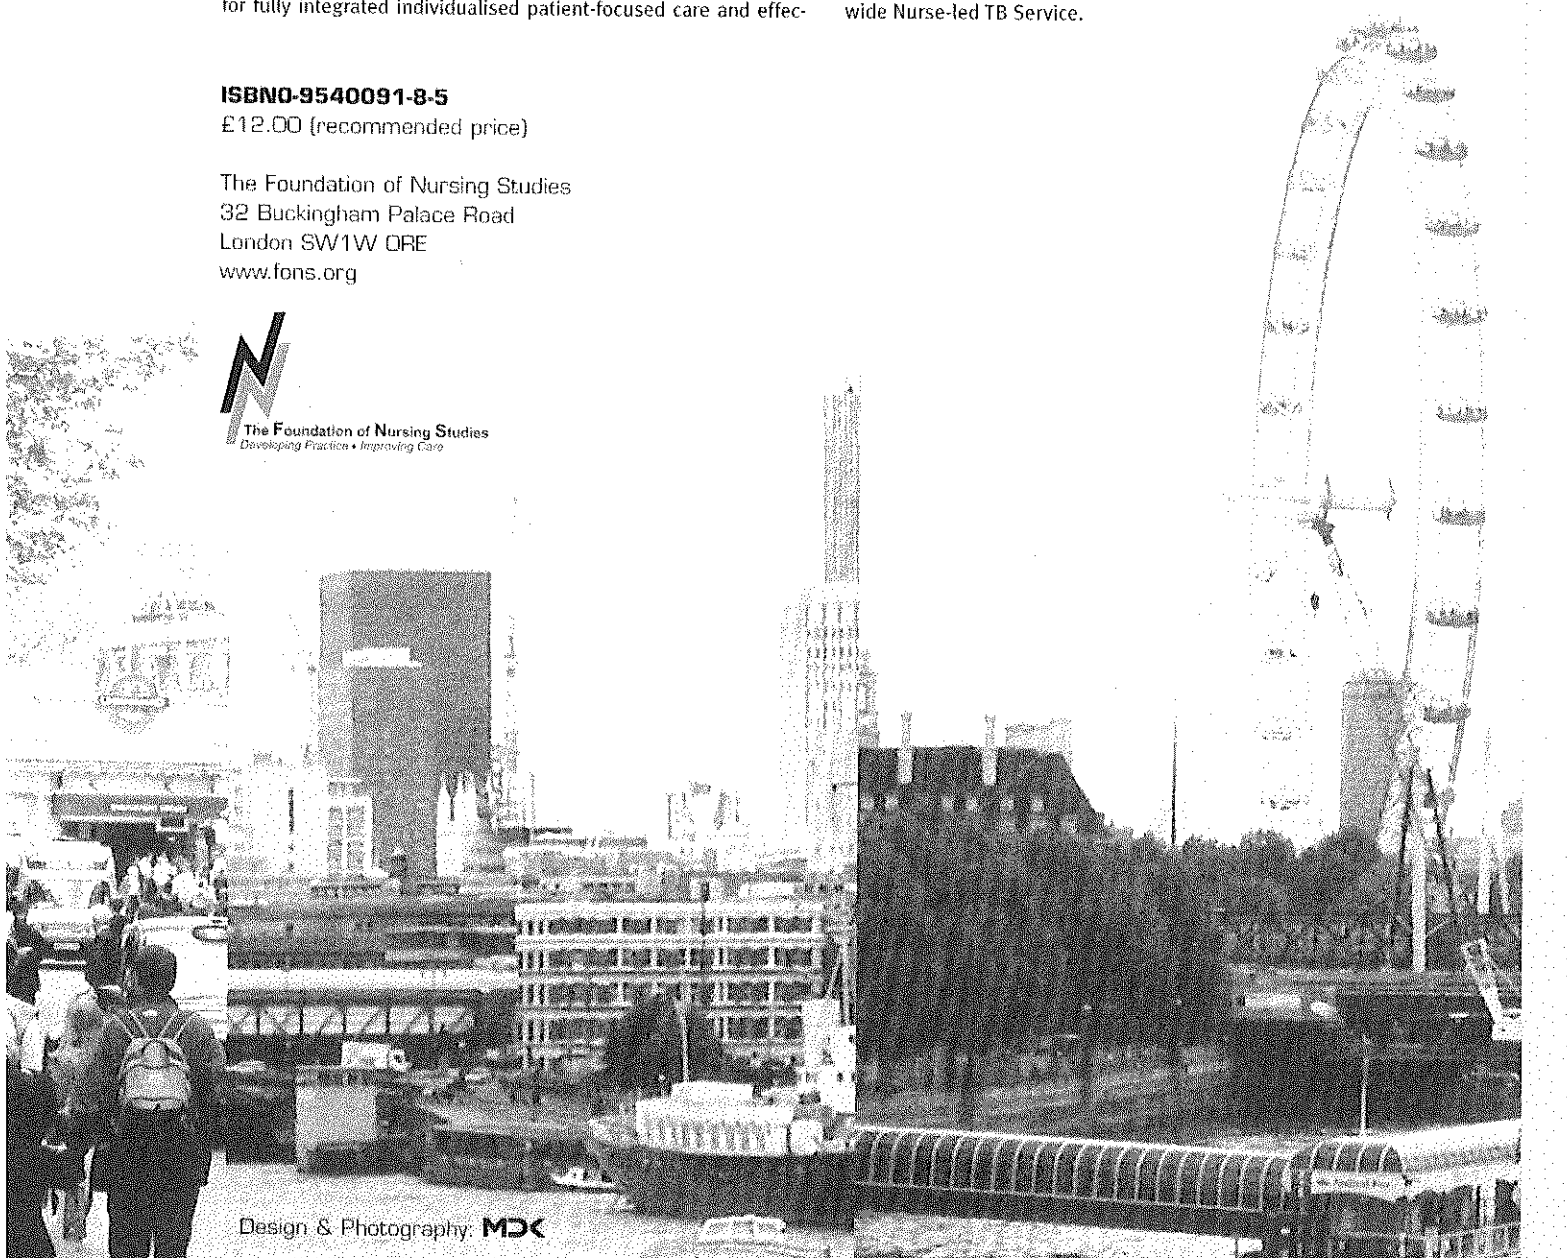 for fully integrated individualised patient-focused care and effec-
wide Nurse-led TB Service.
ISBN0-9540091-8-5
£12.00 (recommended price)
The Foundation of Nursing Studies
32 Buckingham Palace Road
London SW1W 0RE
www.fons.org
The Foundation of Nursing Studies
Developing Practice • Improving Care
Design & Photography: MDK